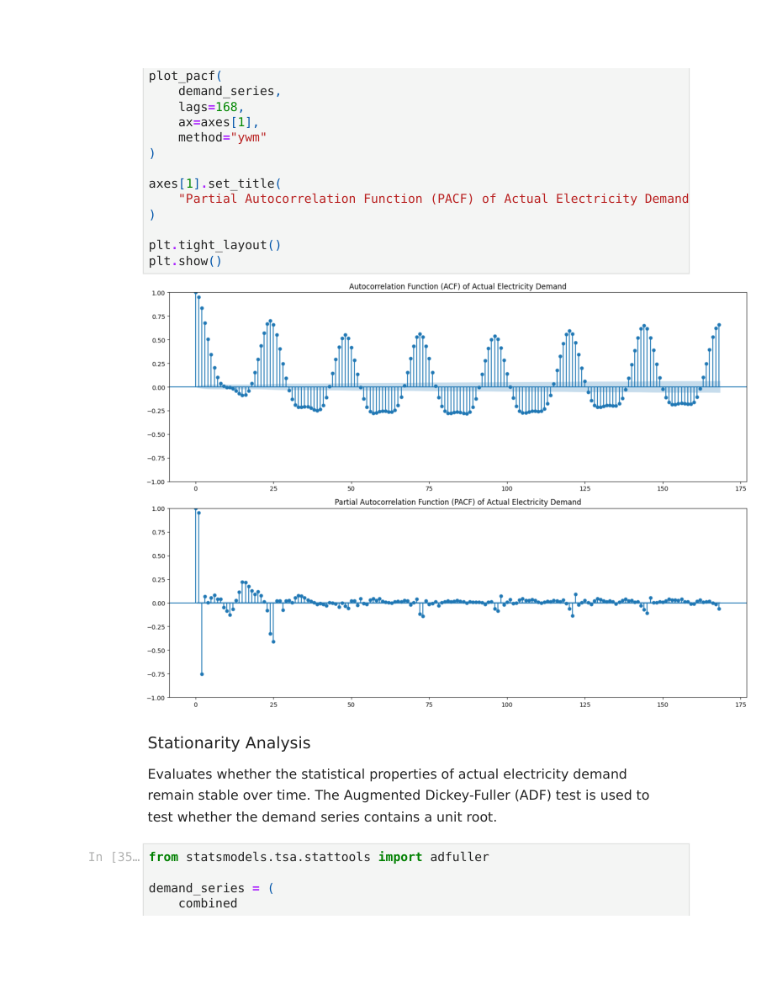 plot_pacf(
    demand_series,
    lags=168,
    ax=axes[1],
    method="ywm"
)
axes[1].set_title(
    "Partial Autocorrelation Function (PACF) of Actual Electricity Demand
)
plt.tight_layout()
plt.show()
Autocorrelation Function (ACF) of Actual Electricity Demand
1.00
0.75
0.50
0.25
0.00
−0.25
−0.50
−0.75
−1.00
0 25 50 75 100 125 150 175
Partial Autocorrelation Function (PACF) of Actual Electricity Demand
1.00
0.75
0.50
0.25
0.00
−0.25
−0.50
−0.75
−1.00
0 25 50 75 100 125 150 175
Stationarity Analysis
Evaluates whether the statistical properties of actual electricity demand
remain stable over time. The Augmented Dickey-Fuller (ADF) test is used to
test whether the demand series contains a unit root.
In [35… from statsmodels.tsa.stattools import adfuller
demand_series = (
    combined